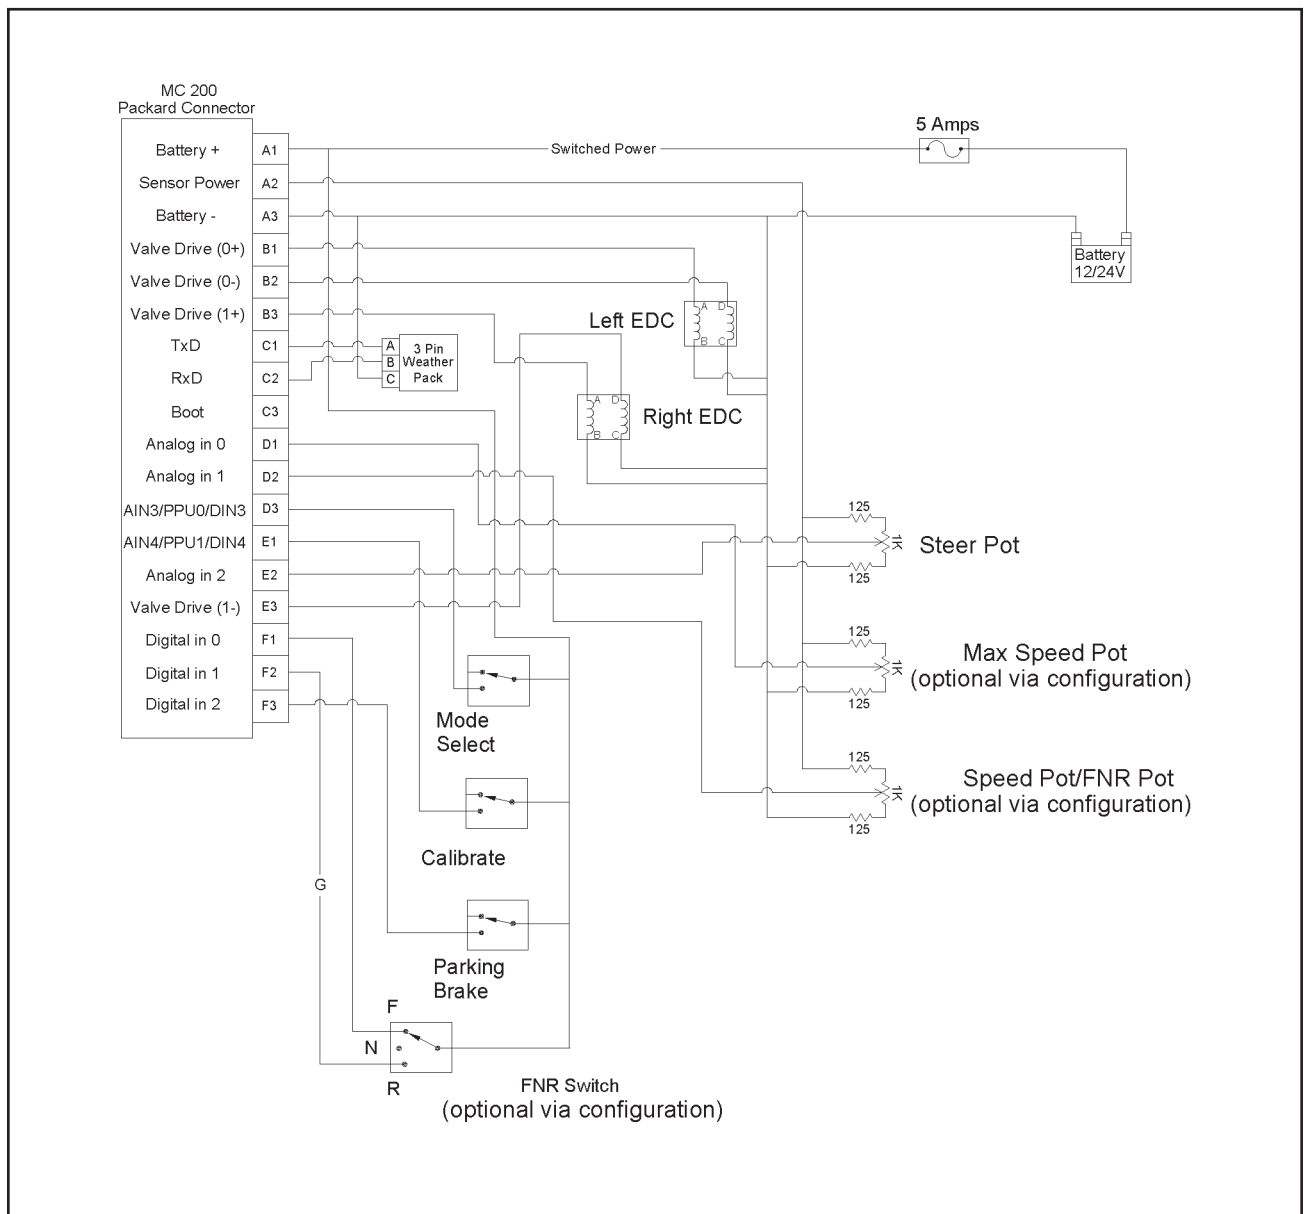 MC 200
Packard Connector
Battery + A1
Sensor Power A2
Battery - A3
Valve Drive (0+) B1
Valve Drive (0-) B2
Valve Drive (1+) B3
TxD C1
RxD C2
Boot C3
Analog in 0 D1
Analog in 1 D2
AIN3/PPU0/DIN3 D3
AIN4/PPU1/DIN4 E1
Analog in 2 E2
Valve Drive (1-) E3
Digital in 0 F1
Digital in 1 F2
Digital in 2 F3
Switched Power
5 Amps
Battery
12/24V
Left EDC
A D
B C
A
B
C
3 Pin
Weather
Pack
Right EDC
A D
B C
125
1K
125
Steer Pot
125
1K
125
Max Speed Pot
(optional via configuration)
125
1K
125
Speed Pot/FNR Pot
(optional via configuration)
Mode
Select
Calibrate
G
Parking
Brake
F
N
R
FNR Switch
(optional via configuration)